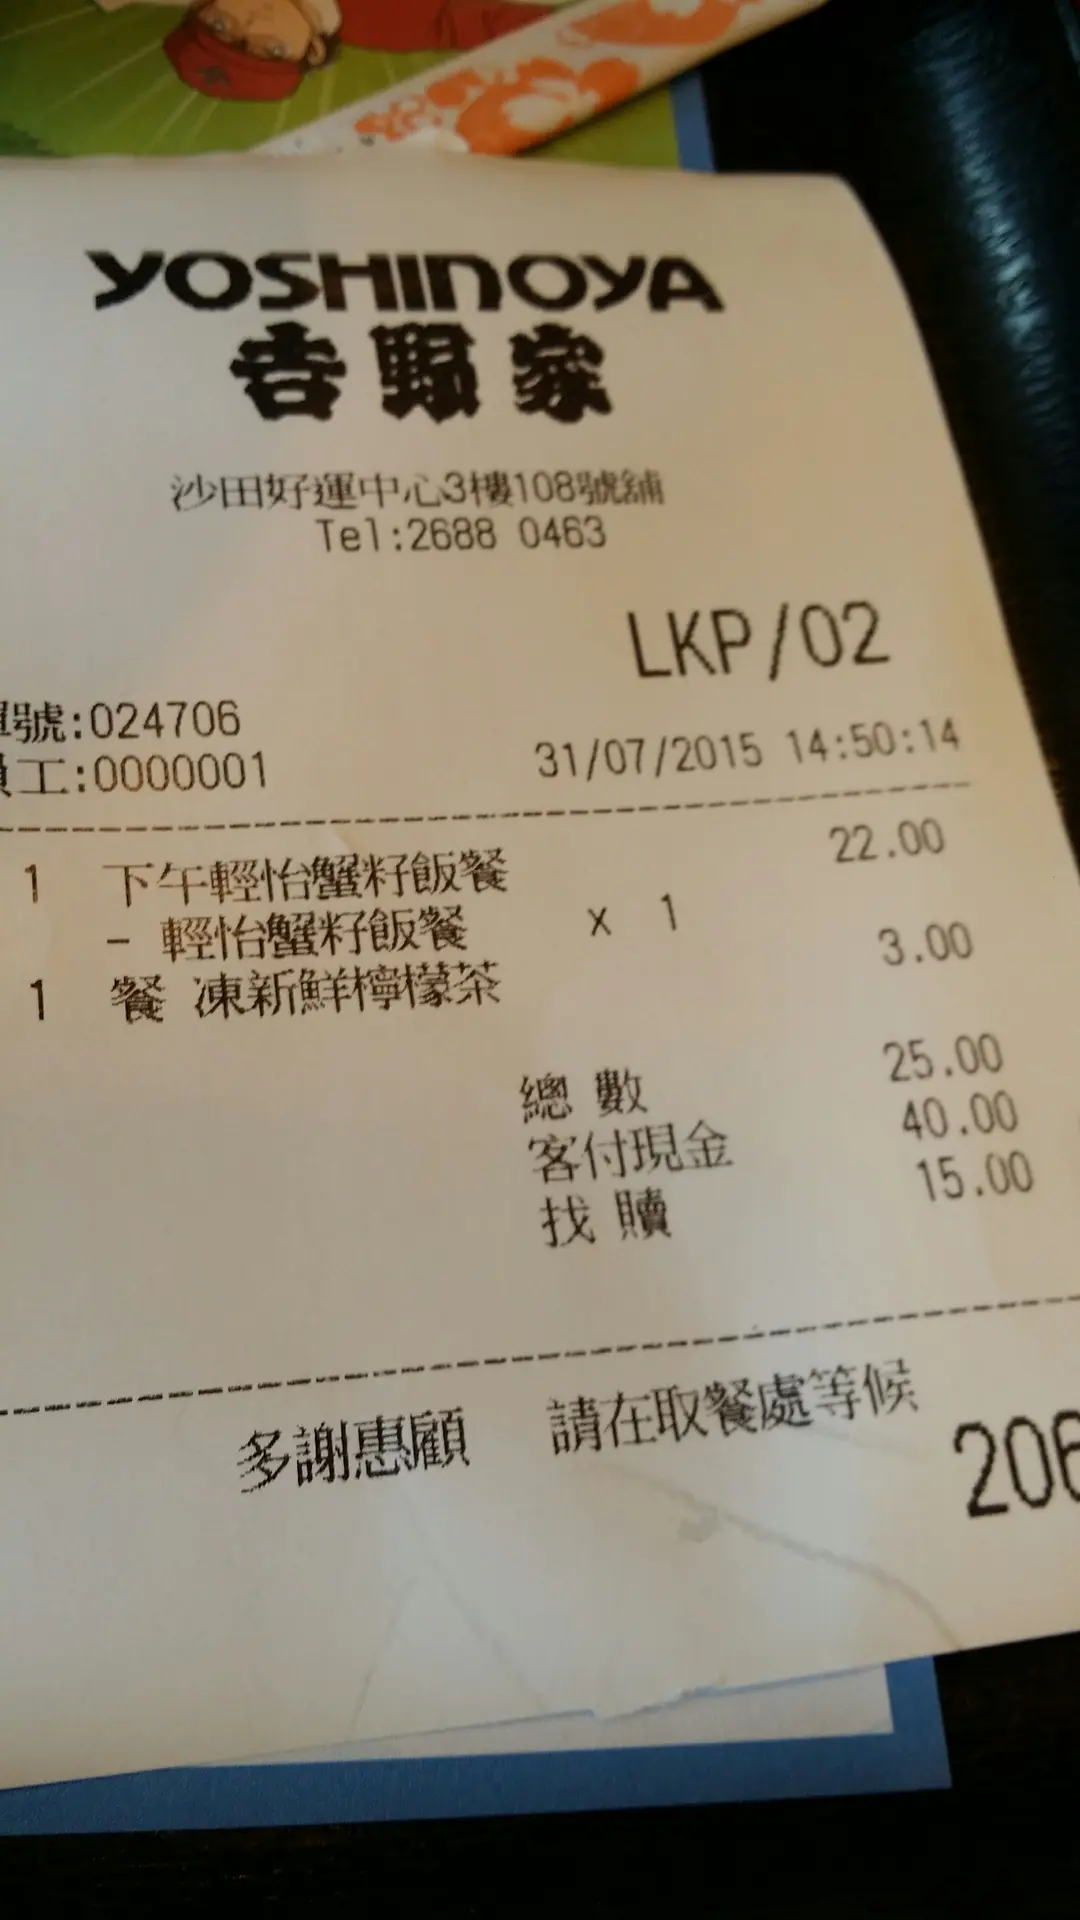 YOSHINOYA
吉野家
沙田好運中心3樓108號舖
Tel:2688 0463
LKP/02
單號:024706
員工:0000001
31/07/2015 14:50:14
1 下午輕怡蟹籽飯餐 22.00
- 輕怡蟹籽飯餐 x 1
1 餐 凍新鮮檸檬茶 3.00
總 數 25.00
客付現金 40.00
找 贖 15.00
多謝惠顧 請在取餐處等候
206